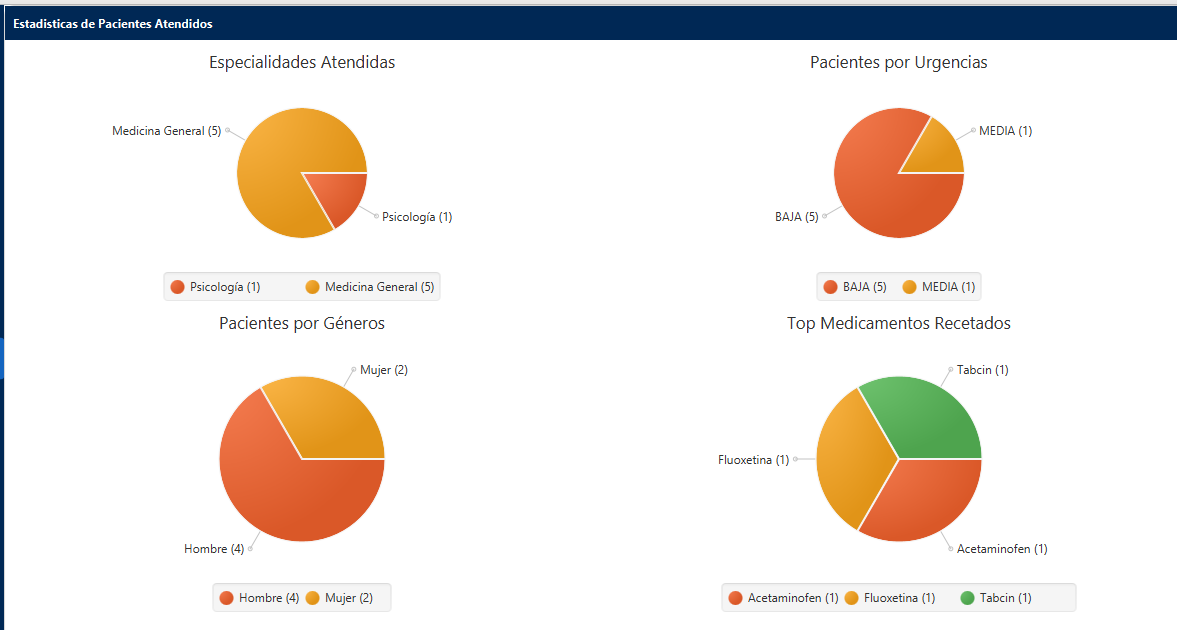 Estadisticas de Pacientes Atendidos
Especialidades Atendidas
Medicina General (5)
Psicología (1)
Psicología (1) Medicina General (5)
Pacientes por Urgencias
MEDIA (1)
BAJA (5)
BAJA (5) MEDIA (1)
Pacientes por Géneros
Mujer (2)
Hombre (4)
Hombre (4) Mujer (2)
Top Medicamentos Recetados
Tabcin (1)
Fluoxetina (1)
Acetaminofen (1)
Acetaminofen (1) Fluoxetina (1) Tabcin (1)